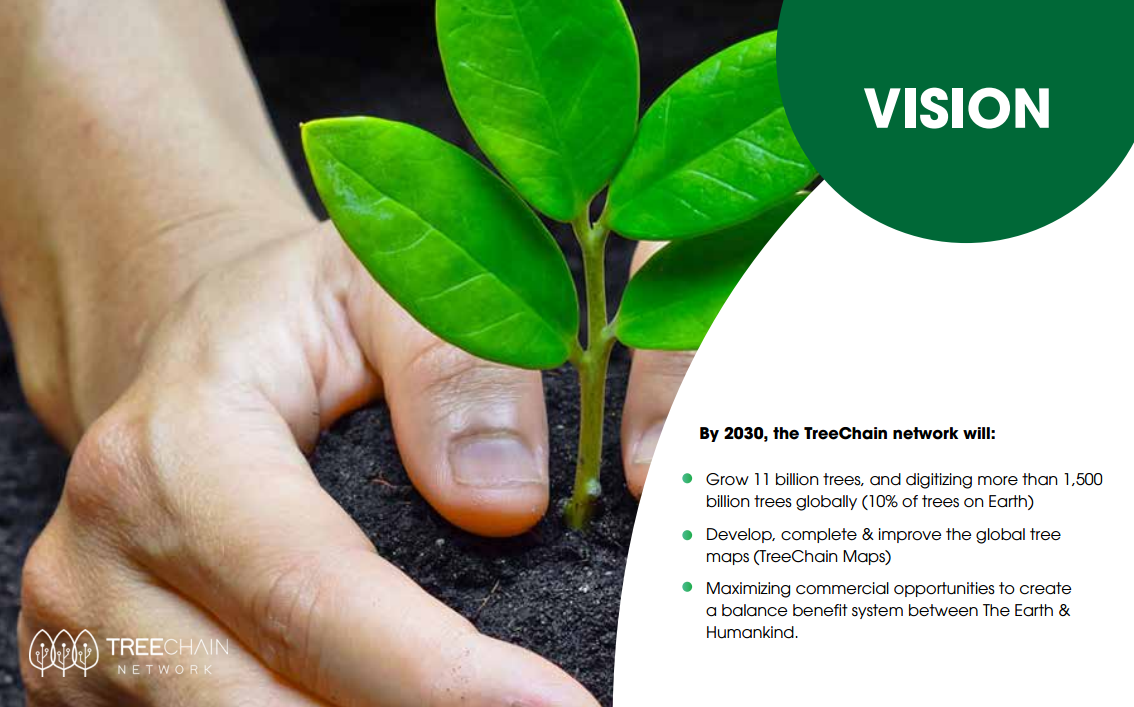 VISION
By 2030, the TreeChain network will:
Grow 11 billion trees, and digitizing more than 1,500
billion trees globally (10% of trees on Earth)
Develop, complete & improve the global tree
maps (TreeChain Maps)
Maximizing commercial opportunities to create
a balance benefit system between The Earth &
Humankind.
TREECHAIN
NETWORK